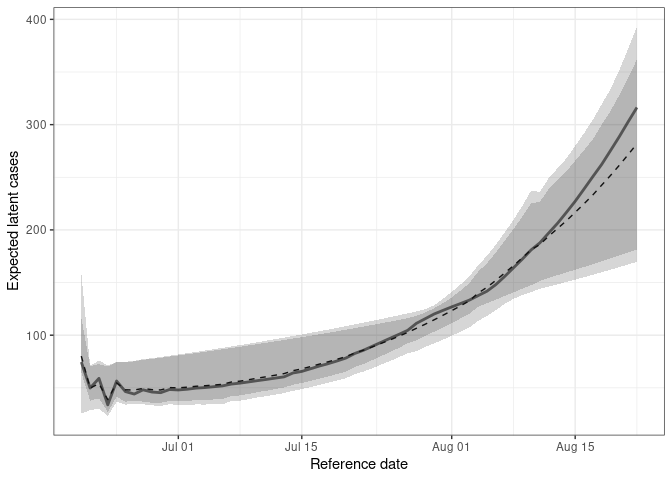 400
300
200
100
Expected latent cases
Jul 01 Jul 15 Aug 01 Aug 15
Reference date